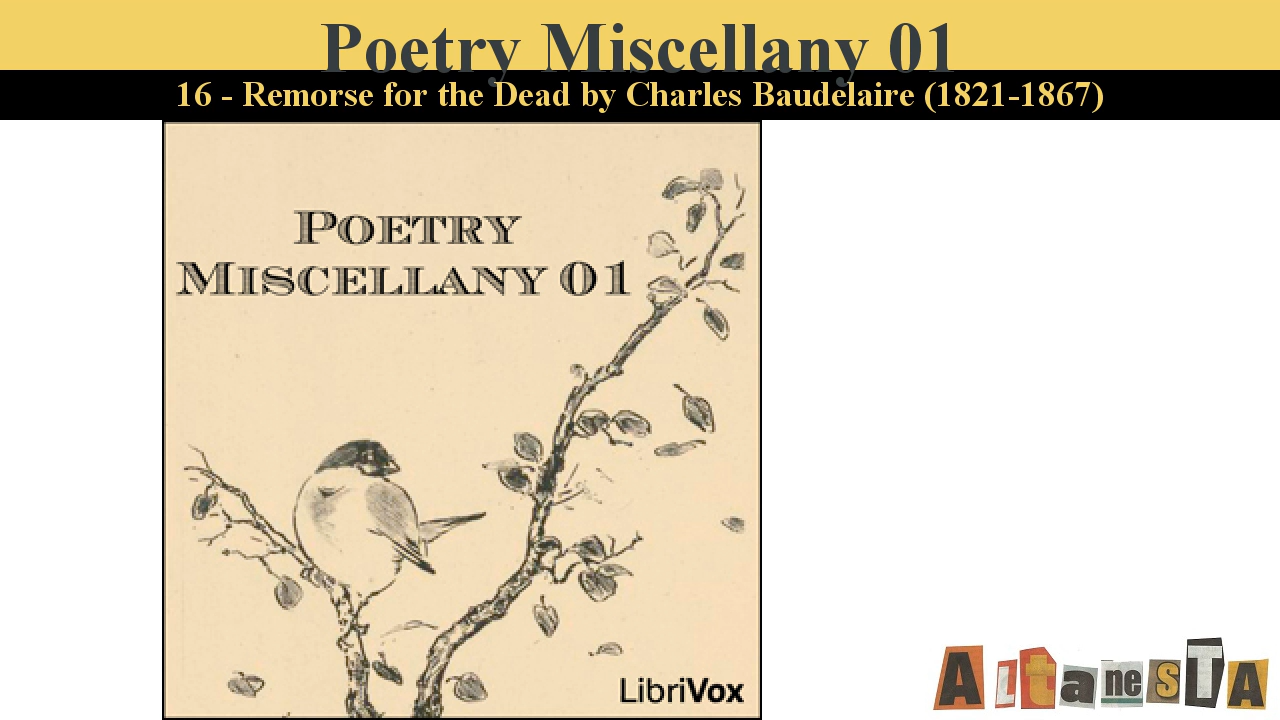 Poetry Miscellany 01
16 - Remorse for the Dead by Charles Baudelaire (1821-1867)
POETRY
MISCELLANY 01
LibriVox
AltanesTA